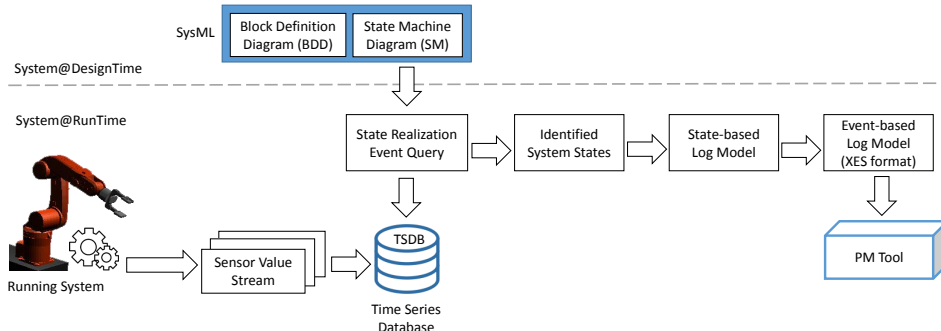 SysML
Block Definition
Diagram (BDD)
State Machine
Diagram (SM)
System@DesignTime
System@RunTime
State Realization
Event Query
Identified
System States
State-based
Log Model
Event-based
Log Model
(XES format)
TSDB
Sensor Value
Stream
PM Tool
Running System
Time Series
Database